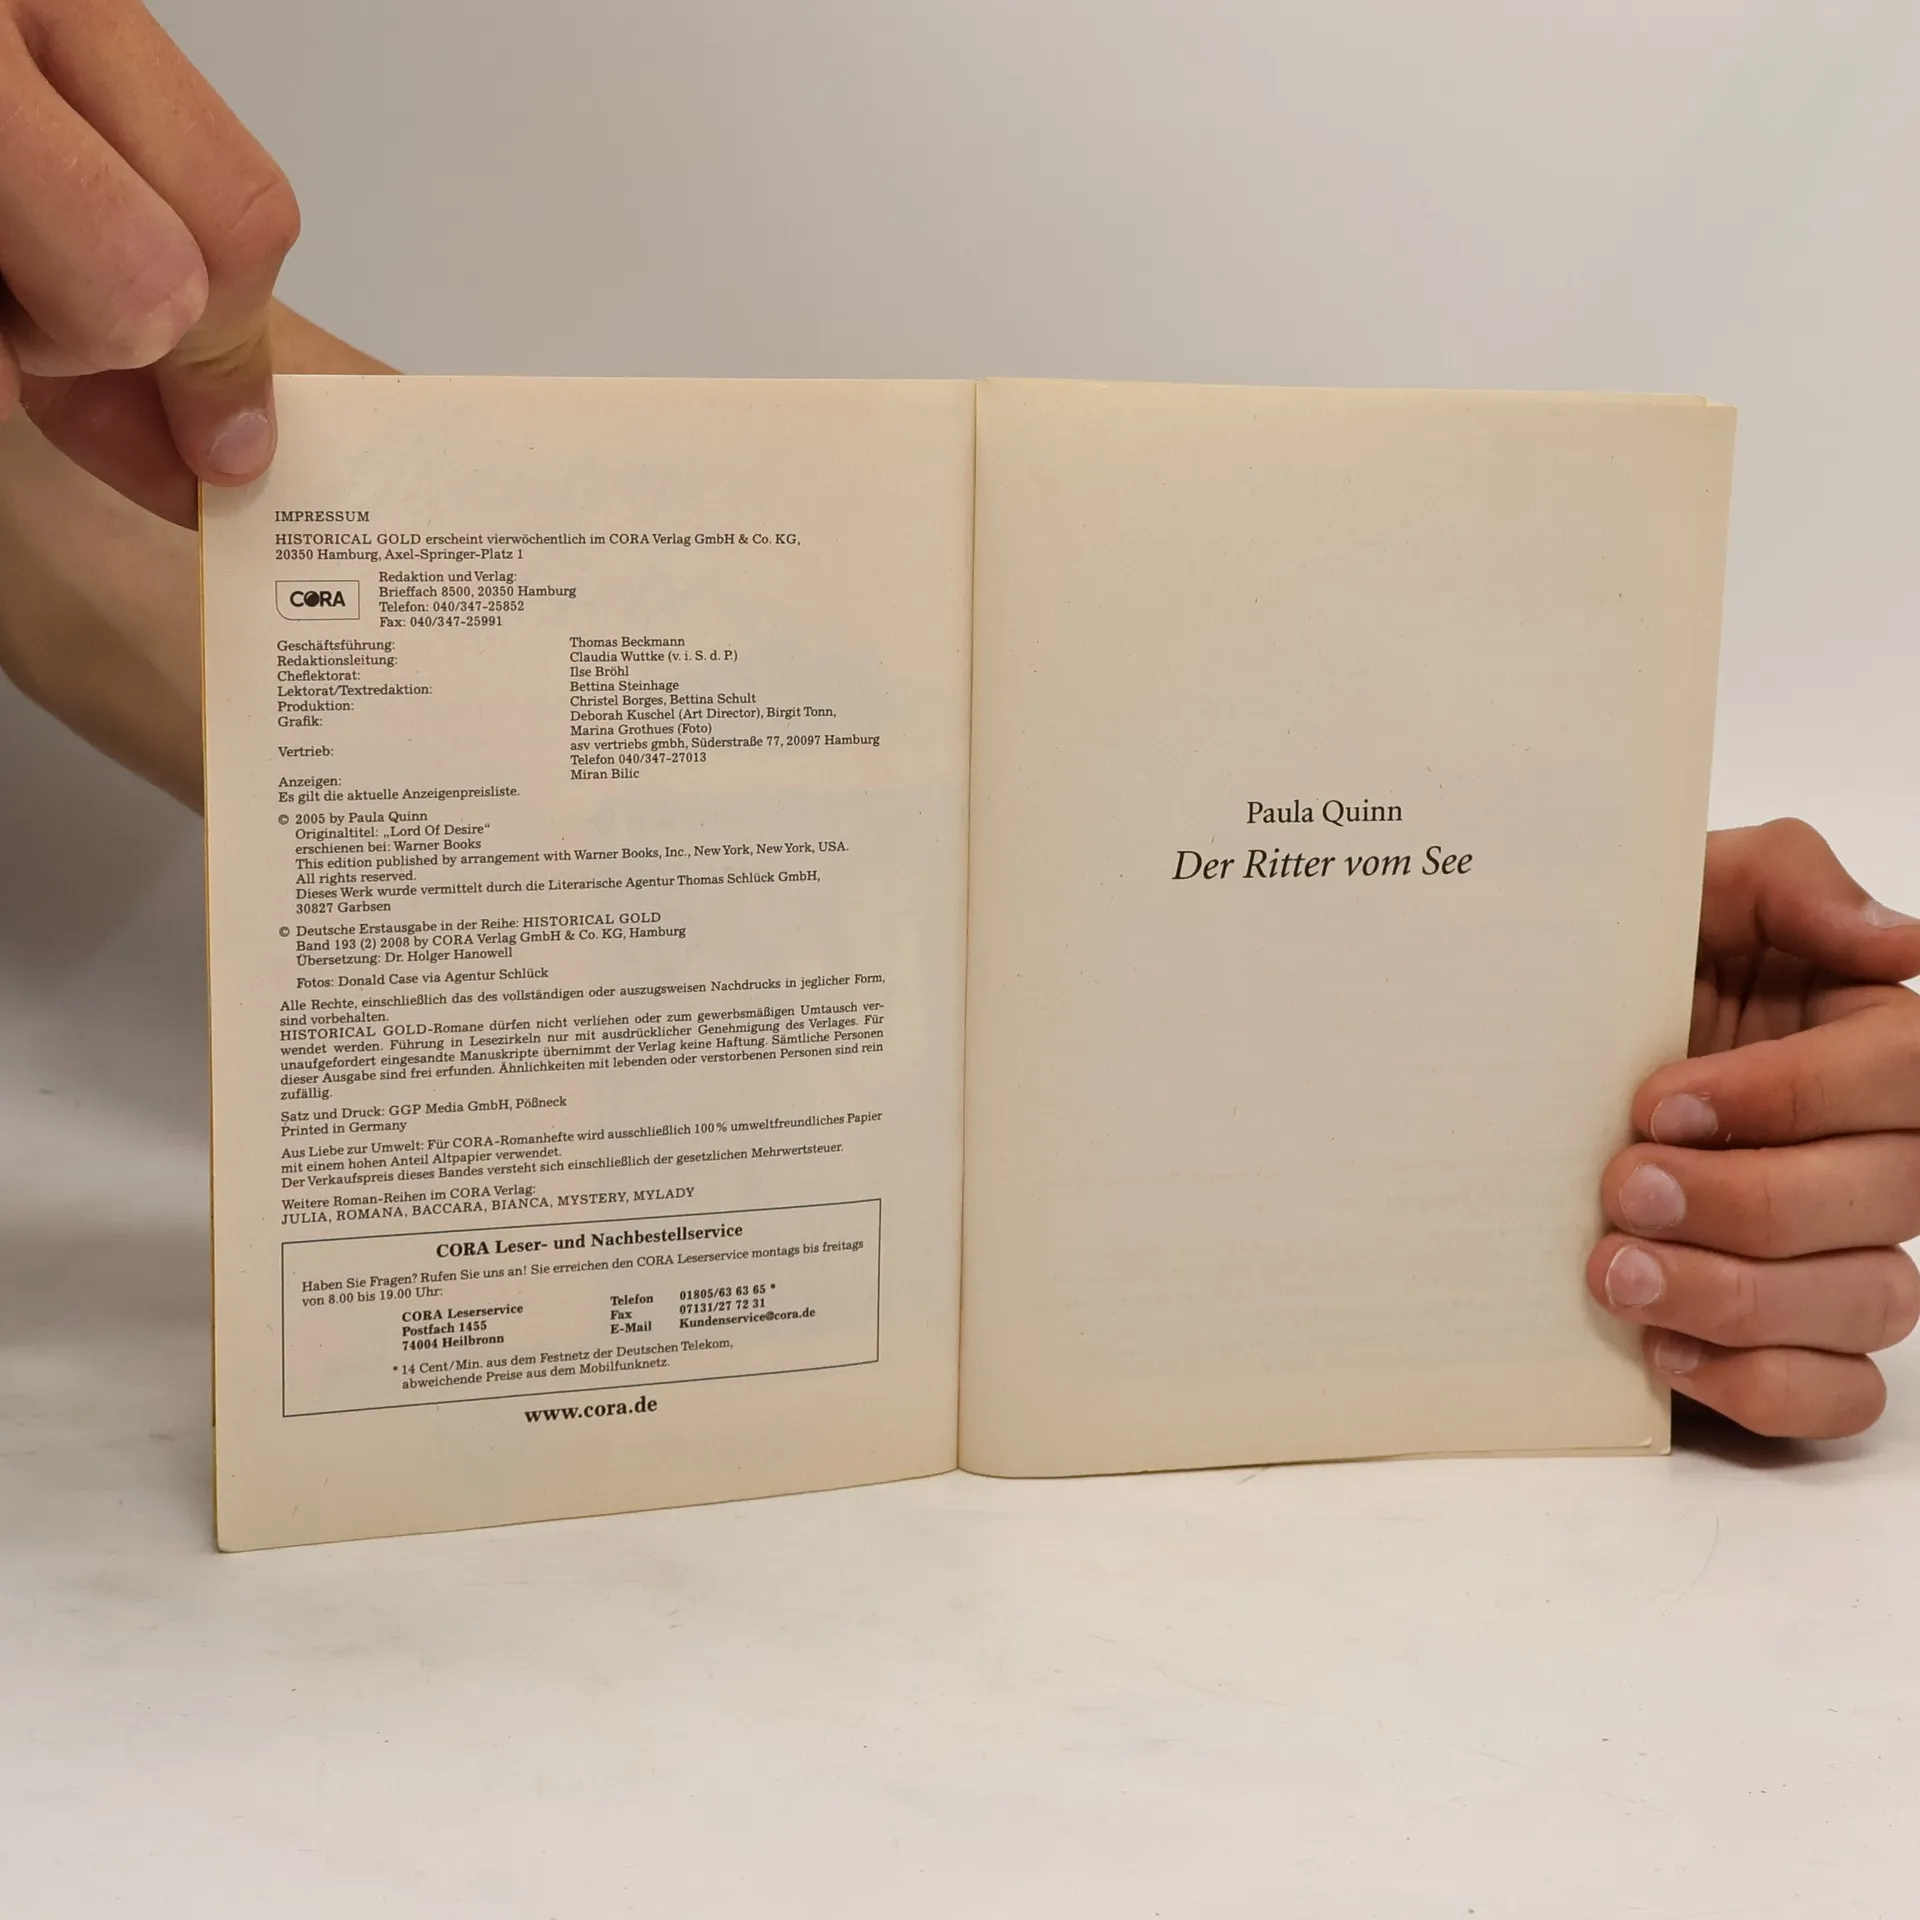 IMPRESSUM
HISTORICAL GOLD erscheint vierwöchentlich im CORA Verlag GmbH & Co. KG,
20350 Hamburg, Axel-Springer-Platz 1
CORA
Redaktion und Verlag:
Brieffach 8500, 20350 Hamburg
Telefon: 040/347-25852
Fax: 040/347-25991
Geschäftsführung: Thomas Beckmann
Redaktionsleitung: Claudia Wuttke (v. i. S. d. P.)
Cheflektorat: Ilse Bröhl
Lektorat/Textredaktion: Bettina Steinhage
Produktion: Christel Borges, Bettina Schult
Grafik: Deborah Kuschel (Art Director), Birgit Tonn,
Marina Grothues (Foto)
Vertrieb: asv vertriebs gmbh, Süderstraße 77, 20097 Hamburg
Telefon 040/347-27013
Anzeigen: Miran Bilic
Es gilt die aktuelle Anzeigenpreisliste.
© 2005 by Paula Quinn
Originaltitel: „Lord Of Desire“
erschienen bei: Warner Books
This edition published by arrangement with Warner Books, Inc., New York, New York, USA.
All rights reserved.
Dieses Werk wurde vermittelt durch die Literarische Agentur Thomas Schlück GmbH,
30827 Garbsen
© Deutsche Erstausgabe in der Reihe: HISTORICAL GOLD
Band 193 (2) 2008 by CORA Verlag GmbH & Co. KG, Hamburg
Übersetzung: Dr. Holger Hanowell
Fotos: Donald Case via Agentur Schlück
Alle Rechte, einschließlich das des vollständigen oder auszugsweisen Nachdrucks in jeglicher Form,
sind vorbehalten.
HISTORICAL GOLD-Romane dürfen nicht verliehen oder zum gewerbsmäßigen Umtausch ver-
wendet werden. Führung in Lesezirkeln nur mit ausdrücklicher Genehmigung des Verlages. Für
unaufgefordert eingesandte Manuskripte übernimmt der Verlag keine Haftung. Sämtliche Personen
dieser Ausgabe sind frei erfunden. Ähnlichkeiten mit lebenden oder verstorbenen Personen sind rein
zufällig.
Satz und Druck: GGP Media GmbH, Pößneck
Printed in Germany
Aus Liebe zur Umwelt: Für CORA-Romanhefte wird ausschließlich 100% umweltfreundliches Papier
mit einem hohen Anteil Altpapier verwendet.
Der Verkaufspreis dieses Bandes versteht sich einschließlich der gesetzlichen Mehrwertsteuer.
Weitere Roman-Reihen im CORA Verlag:
JULIA, ROMANA, BACCARA, BIANCA, MYSTERY, MYLADY
CORA Leser- und Nachbestellservice
Haben Sie Fragen? Rufen Sie uns an! Sie erreichen den CORA Leserservice montags bis freitags
von 8.00 bis 19.00 Uhr:
CORA Leserservice Telefon 01805/63 63 65 *
Postfach 1455 Fax 07131/27 72 31
74004 Heilbronn E-Mail Kundenservice@cora.de
* 14 Cent/Min. aus dem Festnetz der Deutschen Telekom,
abweichende Preise aus dem Mobilfunknetz.
www.cora.de
Paula Quinn
Der Ritter vom See